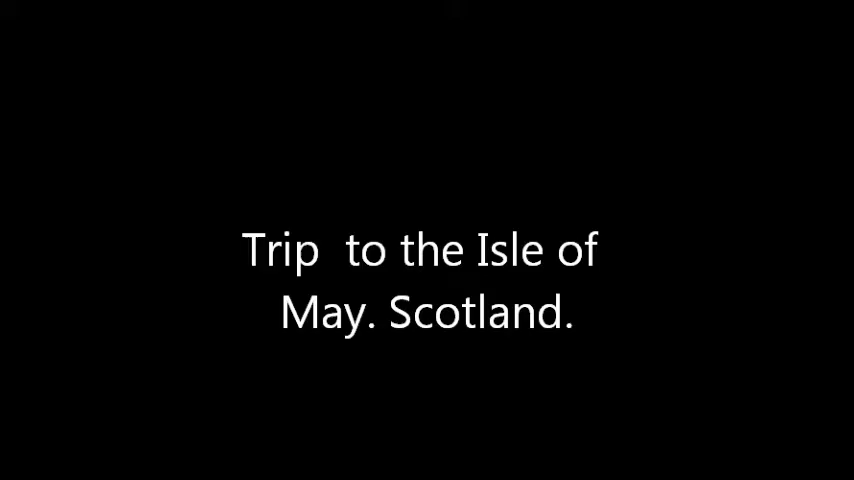 Trip  to the Isle of
May. Scotland.